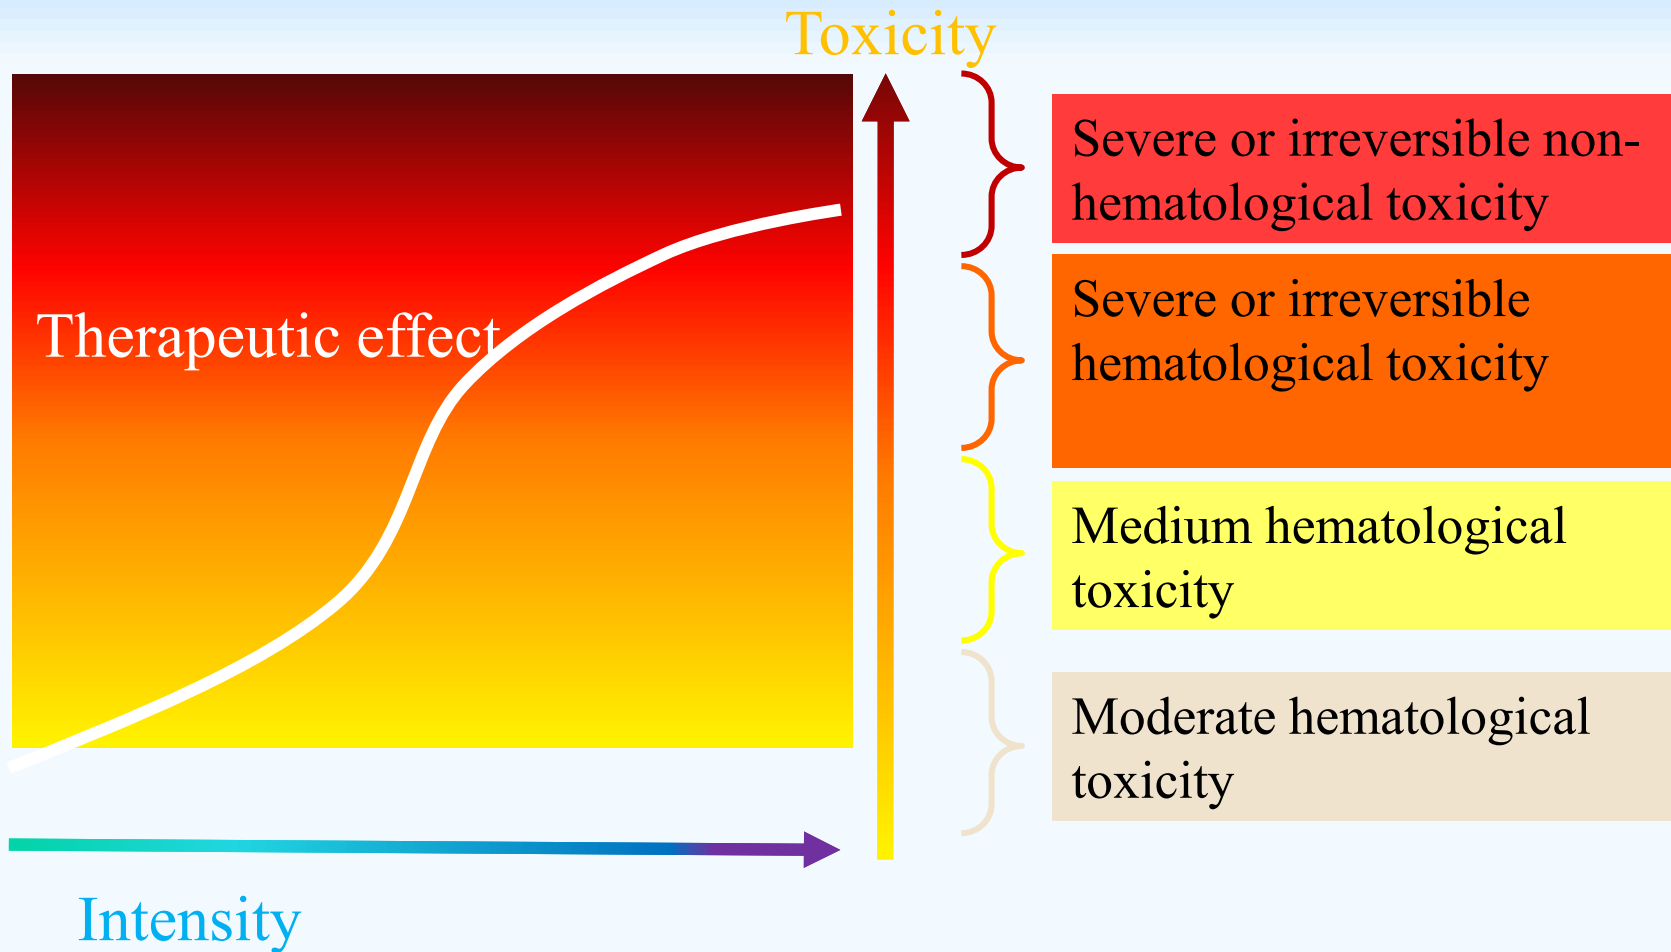 Toxicity
Therapeutic effect
Severe or irreversible non-
hematological toxicity
Severe or irreversible
hematological toxicity
Medium hematological
toxicity
Moderate hematological
toxicity
Intensity